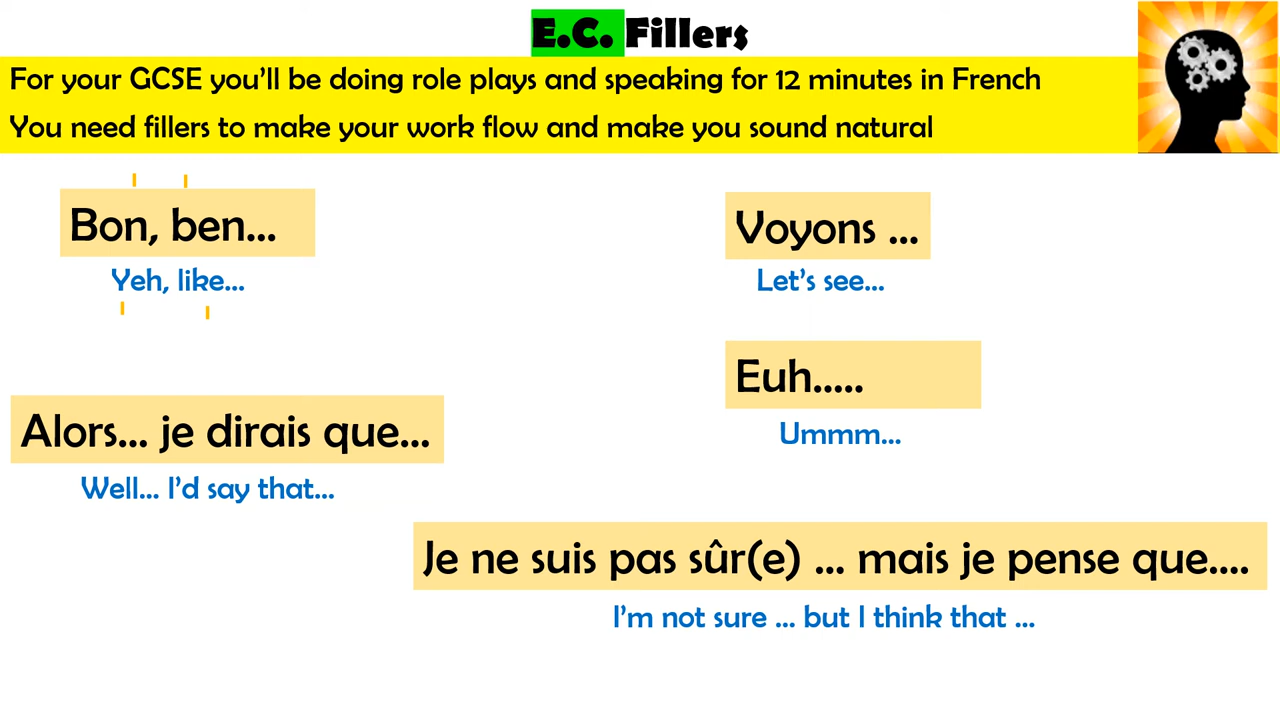 E.C. Fillers
For your GCSE you'll be doing role plays and speaking for 12 minutes in French
You need fillers to make your work flow and make you sound natural
Bon, ben...
Yeh, like...
Voyons ...
Let's see...
Euh.....
Ummm...
Alors... je dirais que...
Well... I'd say that...
Je ne suis pas sûr(e) ... mais je pense que....
I'm not sure ... but I think that ...